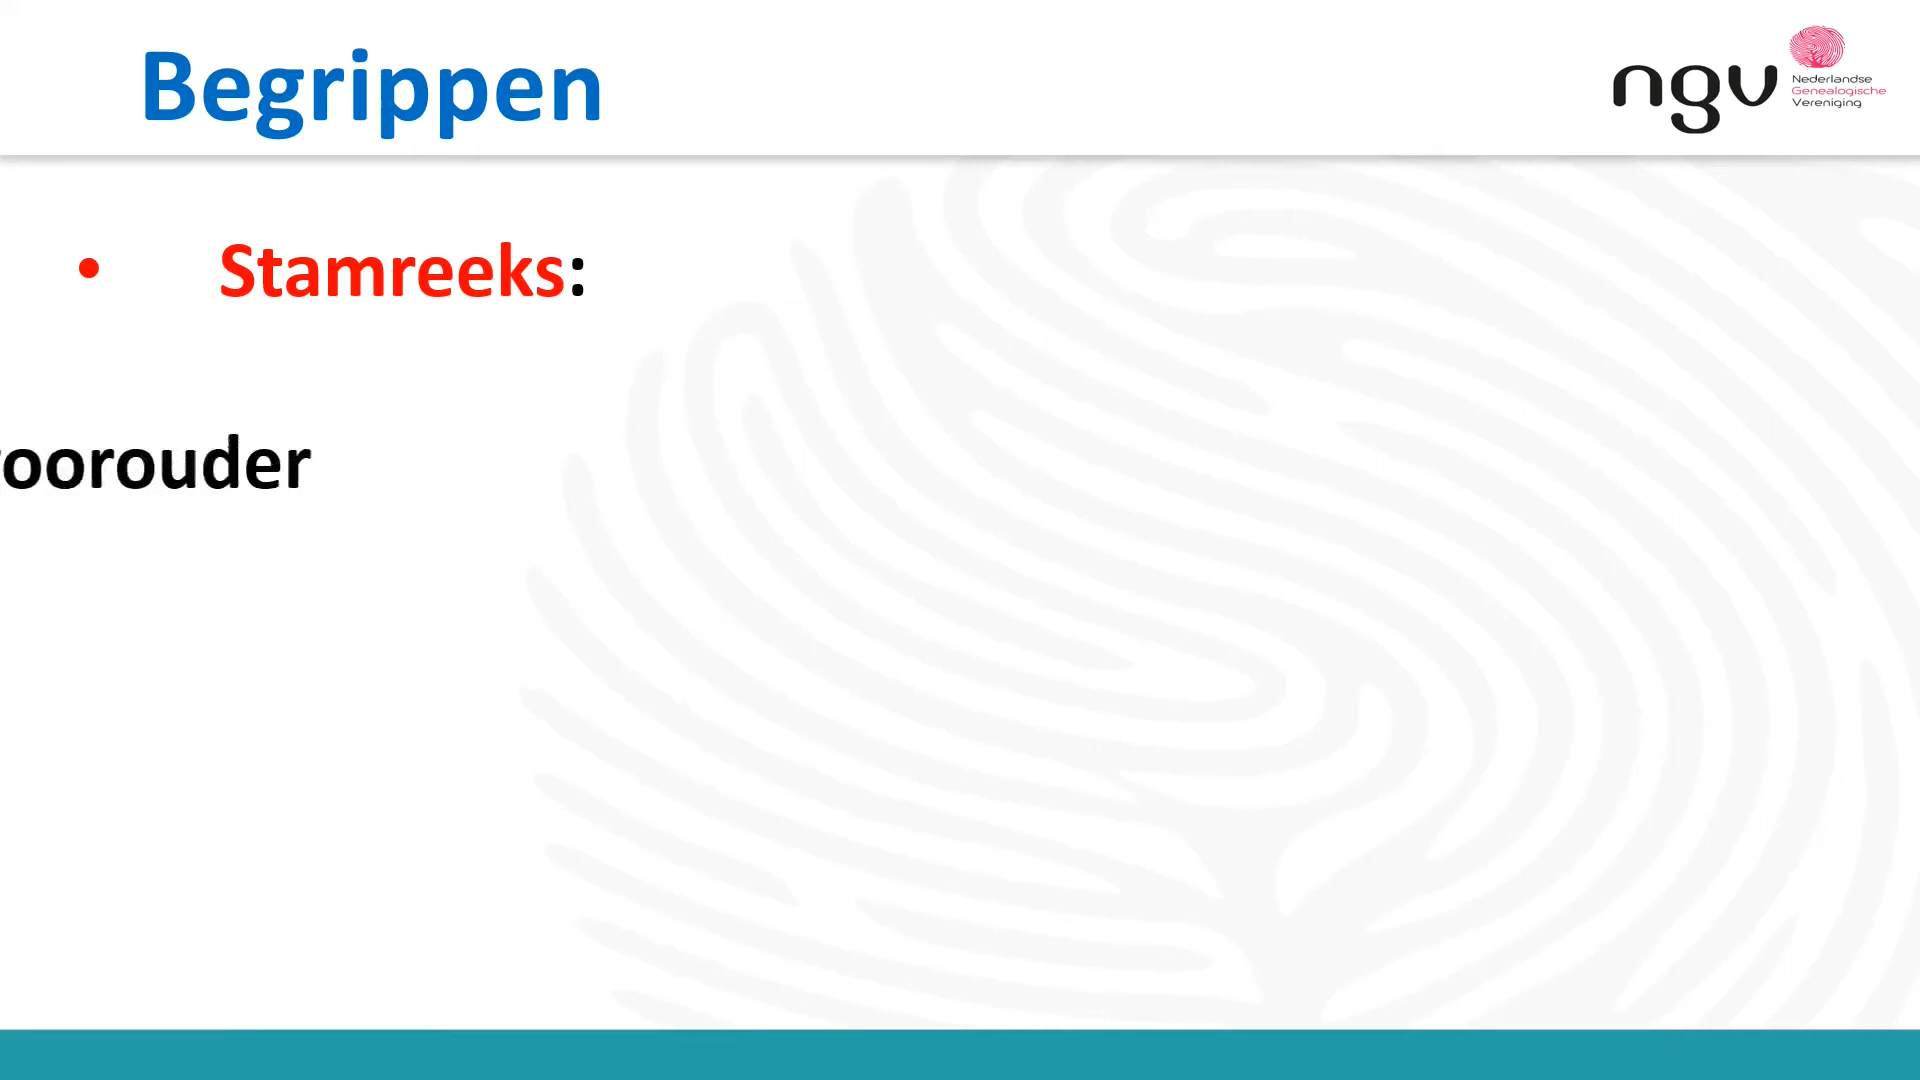 Begrippen
ngv
Nederlandse
Genealogische
Vereniging
• Stamreeks:
oorouder